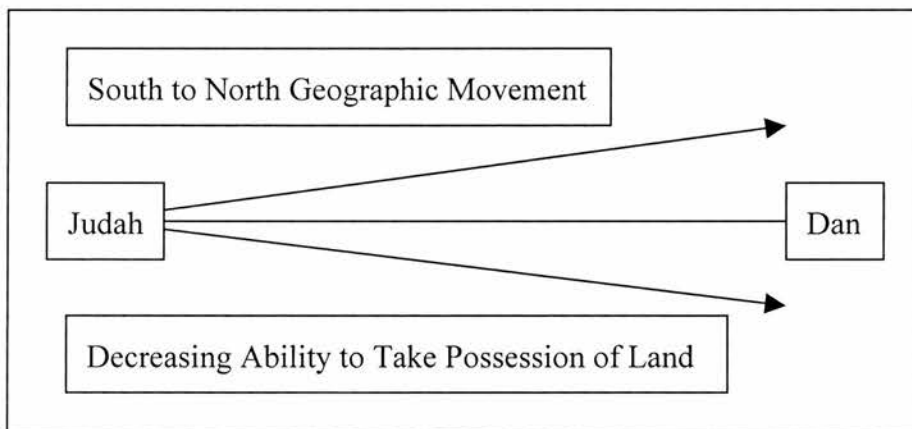 South to North Geographic Movement
Judah
Dan
Decreasing Ability to Take Possession of Land